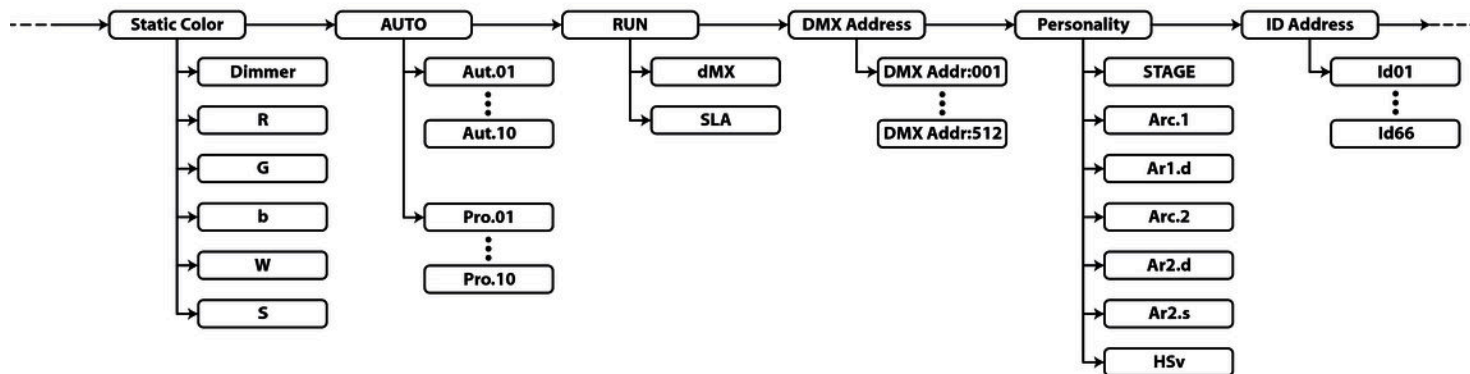 Static Color
AUTO
RUN
DMX Address
Personality
ID Address
Dimmer
R
G
b
W
S
Aut.01
Aut.10
Pro.01
Pro.10
dMX
SLA
DMX Addr:001
DMX Addr:512
STAGE
Arc.1
Ar1.d
Arc.2
Ar2.d
Ar2.s
HSv
Id01
Id66